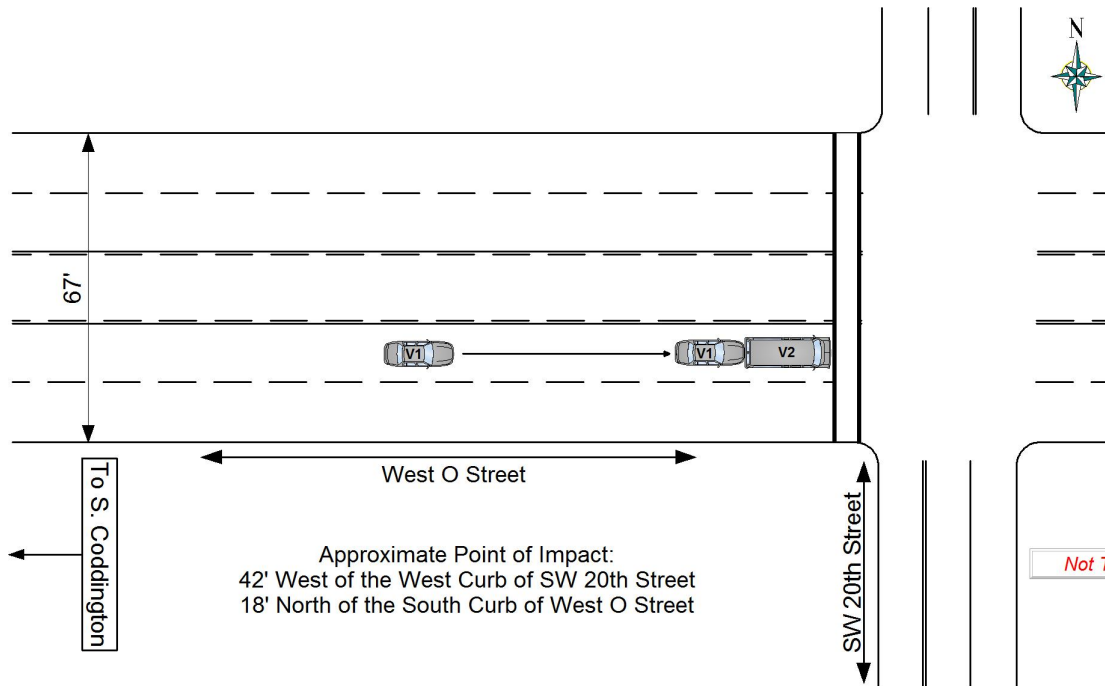 N
67'
V1
V1
V2
West O Street
To S. Coddington
SW 20th Street
Approximate Point of Impact:
42' West of the West Curb of SW 20th Street
18' North of the South Curb of West O Street
Not